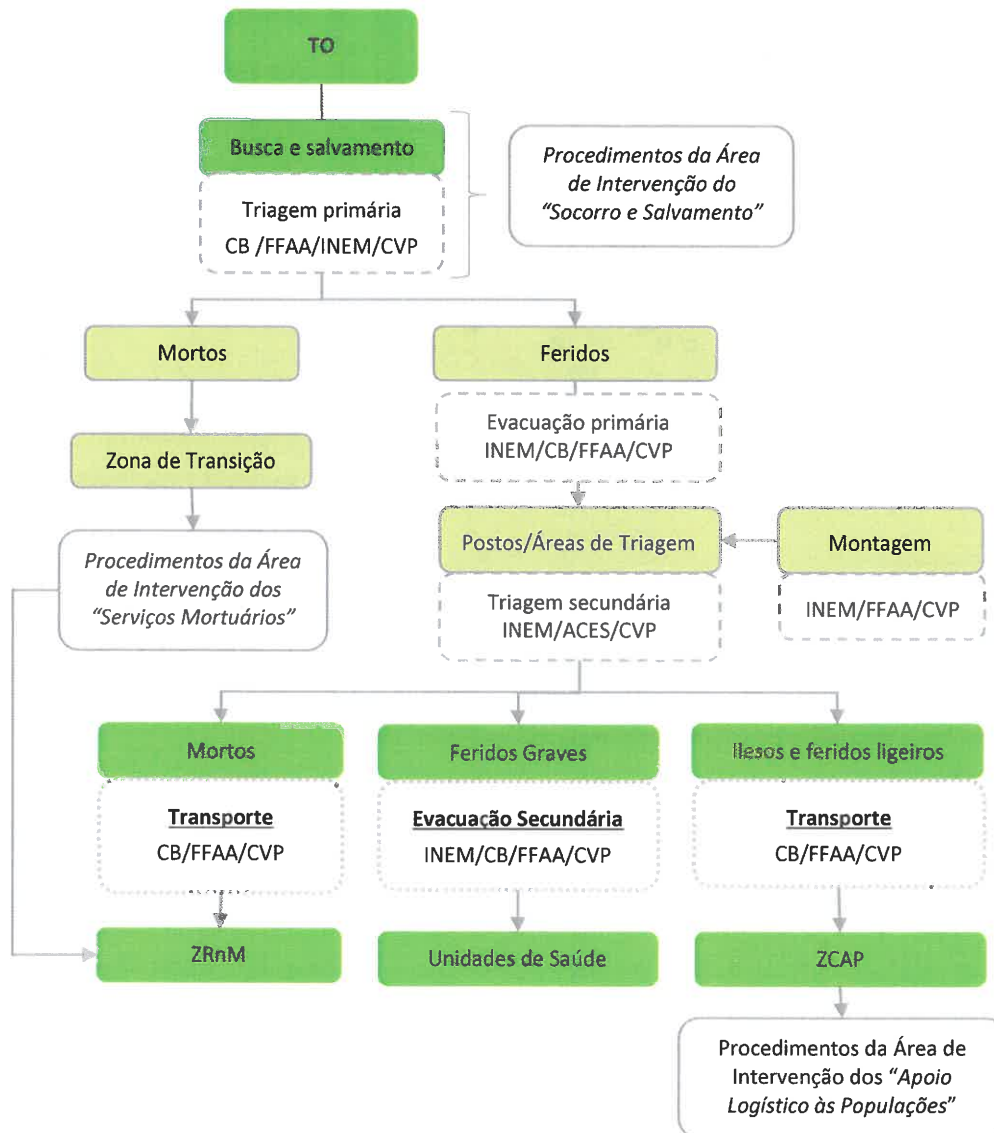 TO
Busca e salvamento
Triagem primária
CB /FFAA/INEM/CVP
Procedimentos da Área
de Intervenção do
“Socorro e Salvamento”
Mortos
Feridos
Evacuação primária
INEM/CB/FFAA/CVP
Zona de Transição
Postos/Áreas de Triagem
Montagem
Procedimentos da Área
de Intervenção dos
“Serviços Mortuários”
Triagem secundária
INEM/ACES/CVP
INEM/FFAA/CVP
Mortos
Feridos Graves
Ilesos e feridos ligeiros
Transporte
CB/FFAA/CVP
Evacuação Secundária
INEM/CB/FFAA/CVP
Transporte
CB/FFAA/CVP
ZRnM
Unidades de Saúde
ZCAP
Procedimentos da Área de
Intervenção dos “Apoio
Logístico às Populações”